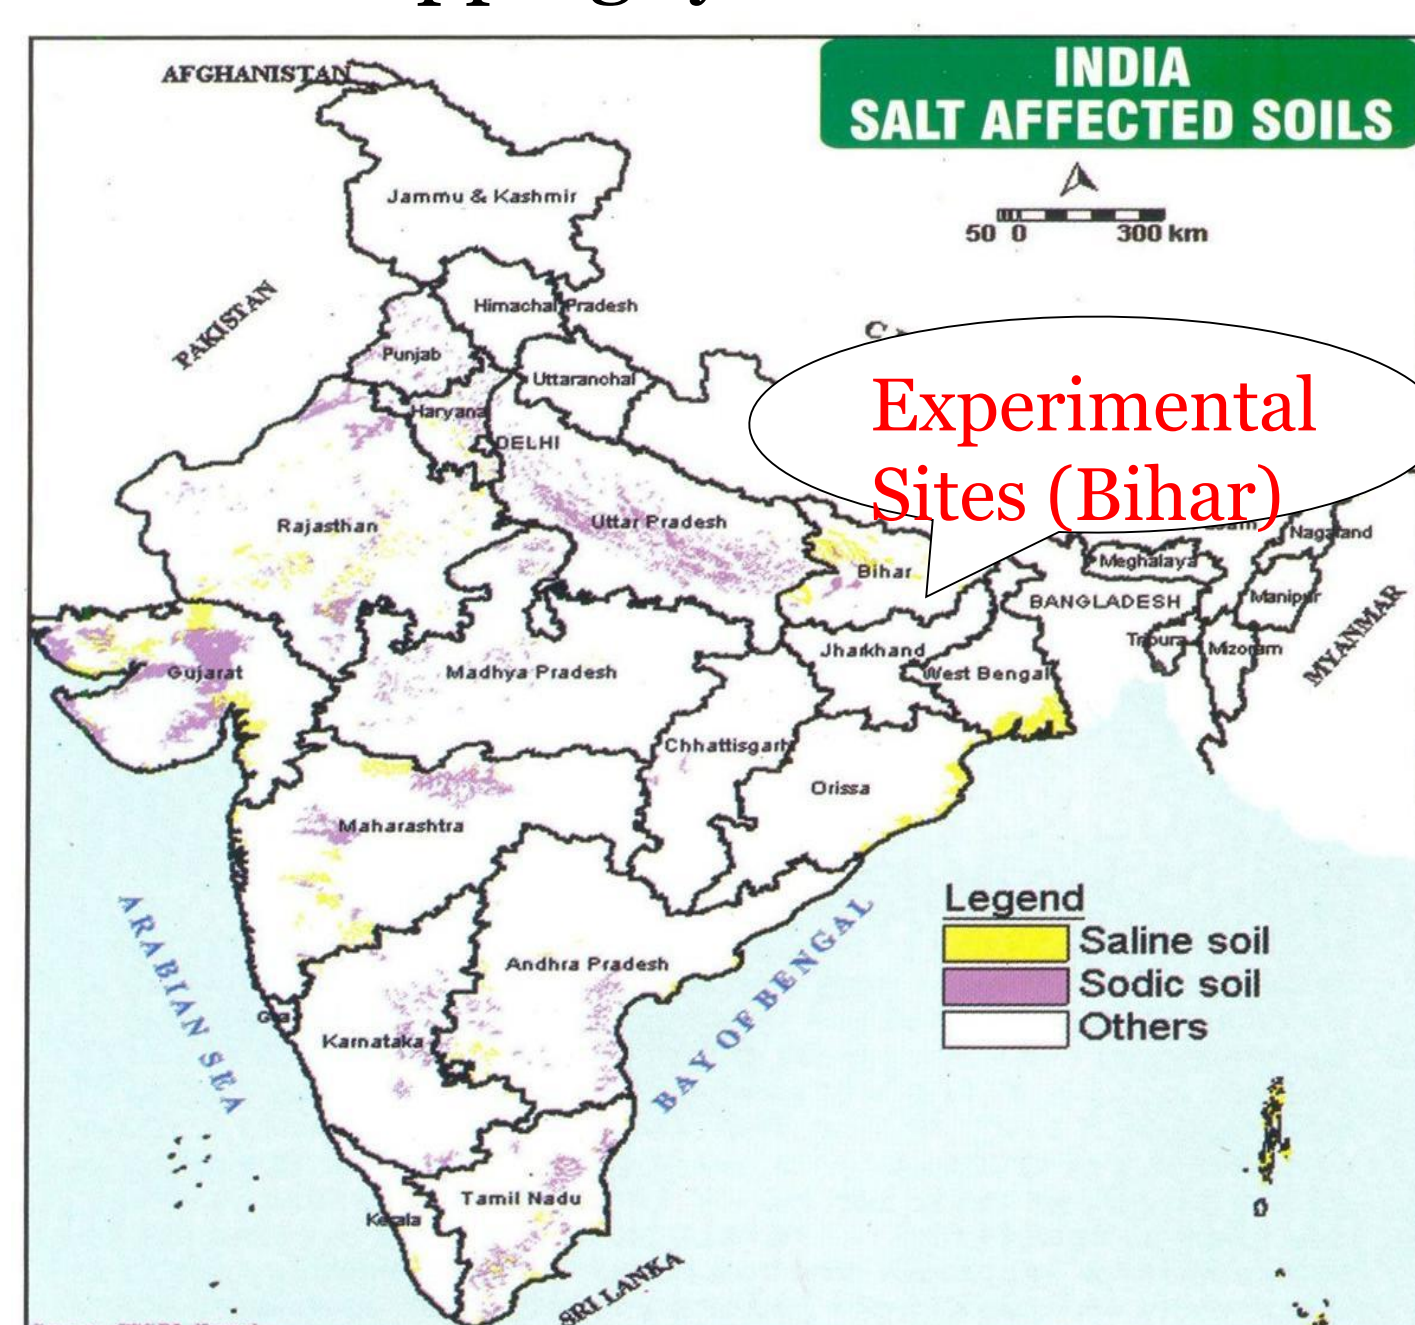 INDIA
SALT AFFECTED SOILS
AFGHANISTAN
Jammu & Kashmir
50 0 300 km
PAKISTAN
Himachal Pradesh
Punjab
Uttaranchal
Experimental
Sites (Bihar)
Haryana
DELHI
Rajasthan
Uttar Pradesh
Nagaland
Meghalaya
Bihar
BANGLADESH
Manipur
MYANMAR
Tripura
Mizoram
Jharkhand
West Bengal
Gujarat
Madhya Pradesh
Chhattisgarh
Orissa
Maharashtra
Legend
Saline soil
Sodic soil
Others
ARABIAN SEA
BAY OF BENGAL
Andhra Pradesh
Goa
Karnataka
Tamil Nadu
Kerala
SRI LANKA